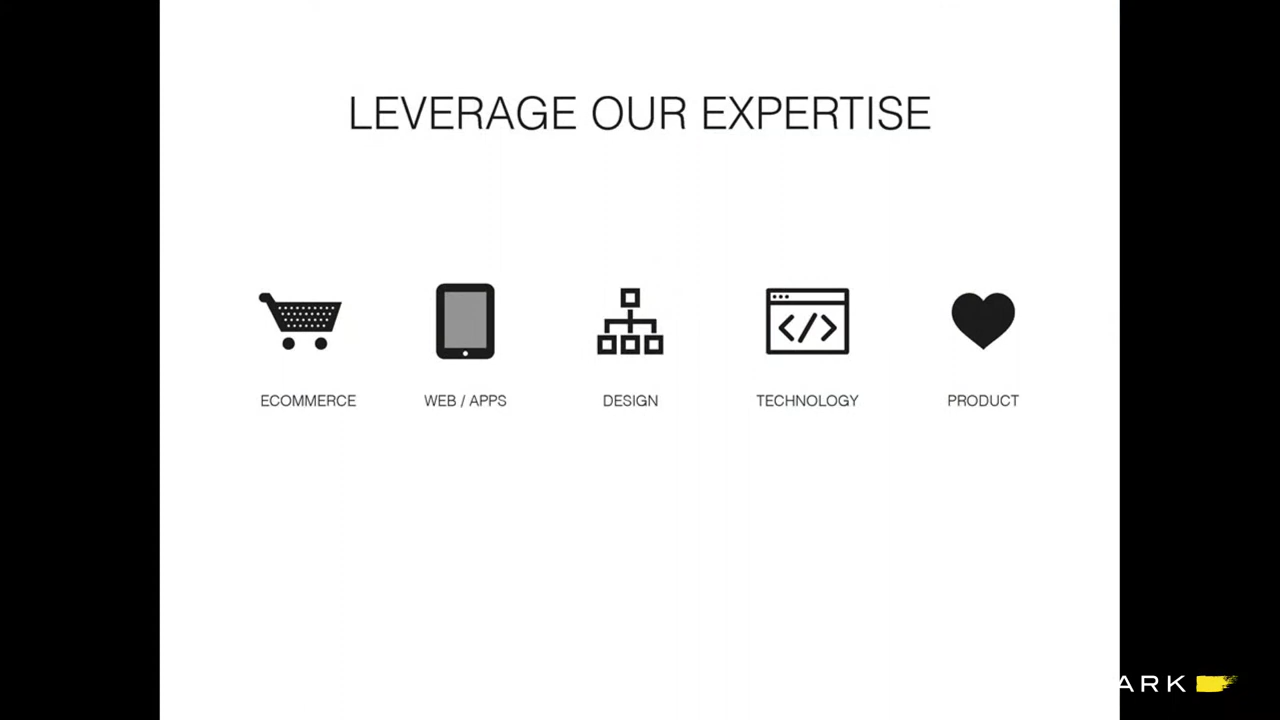 LEVERAGE OUR EXPERTISE
ECOMMERCE
WEB / APPS
DESIGN
TECHNOLOGY
PRODUCT
ARK